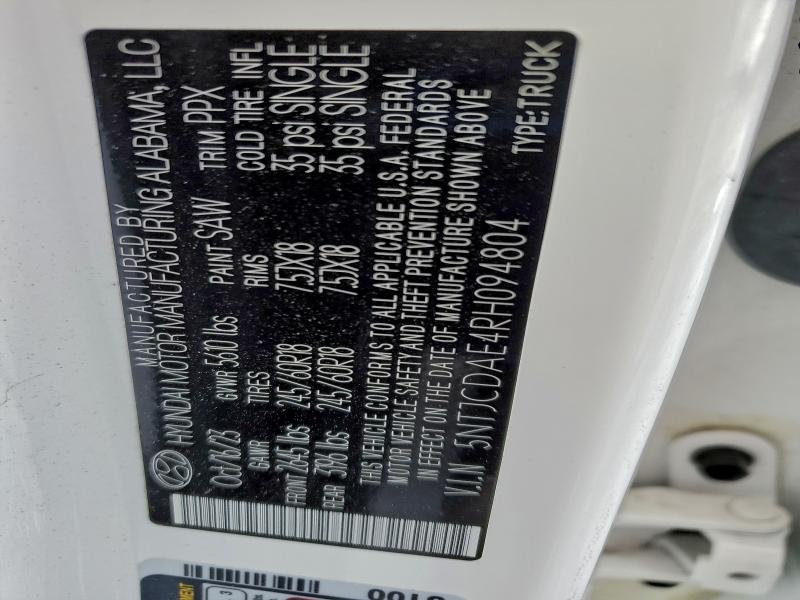 MANUFACTURED BY
HYUNDAI MOTOR MANUFACTURING ALABAMA, LLC
GVWR 5610 lbs PAINT SAW TRIM PPX
GAWR TIRES RIMS COLD TIRE INFL
FRONT 2845 lbs 245/60R18 7.5JX18 35 psi SINGLE
REAR 3185 lbs 245/60R18 7.5JX18 35 psi SINGLE
THIS VEHICLE CONFORMS TO ALL APPLICABLE U.S.A. FEDERAL
MOTOR VEHICLE SAFETY AND THEFT PREVENTION STANDARDS
IN EFFECT ON THE DATE OF MANUFACTURE SHOWN ABOVE
V.I.N 5NTJCDAE4RH094804 TYPE:TRUCK